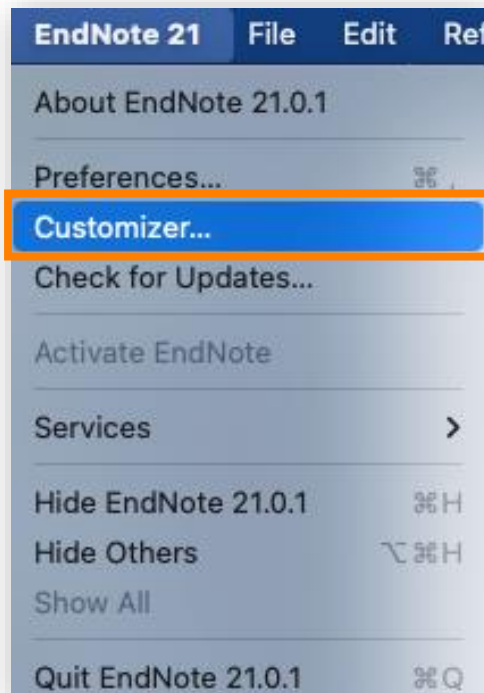 EndNote 21 File Edit Ref
About EndNote 21.0.1
Preferences... ⌘ ,
Customizer...
Check for Updates...
Activate EndNote
Services >
Hide EndNote 21.0.1 ⌘H
Hide Others ⌥⌘H
Show All
Quit EndNote 21.0.1 ⌘Q